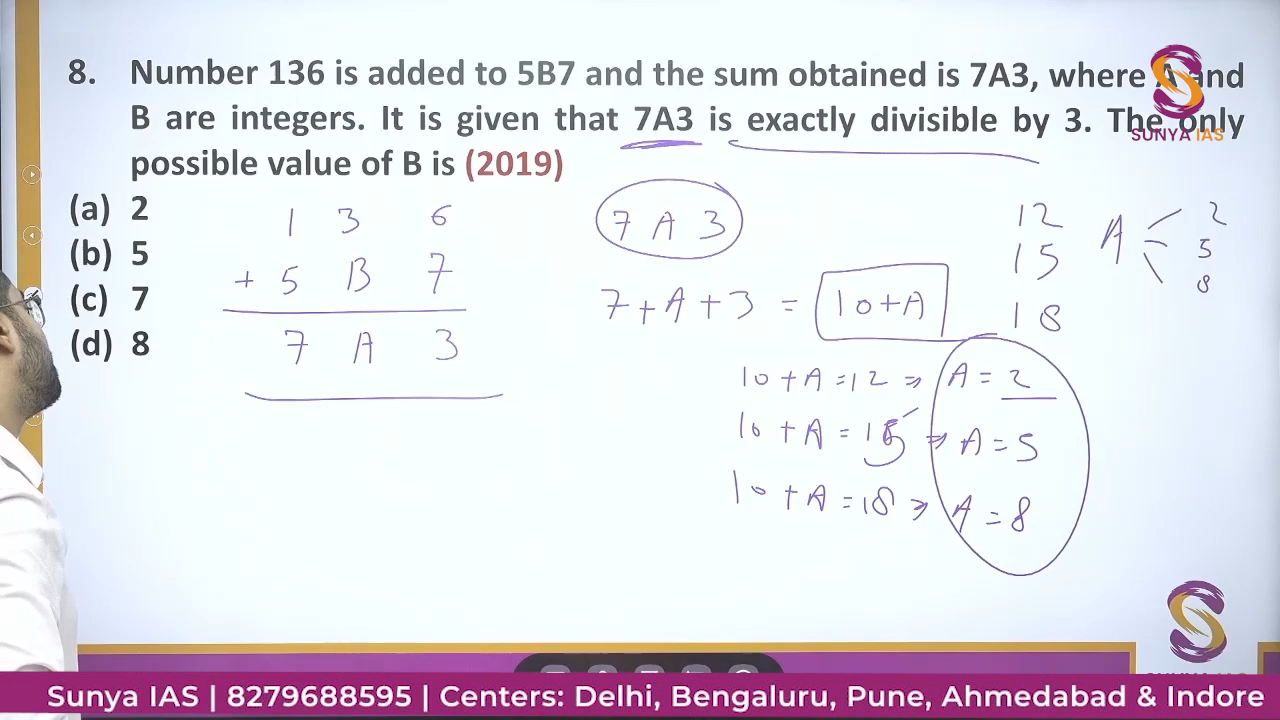 8. Number 136 is added to 5B7 and the sum obtained is 7A3, where A and
B are integers. It is given that 7A3 is exactly divisible by 3. The only
possible value of B is (2019)
(a) 2
(b) 5
(c) 7
(d) 8
1 3 6
+ 5 B 7
7 A 3
7 A 3
7+A+3 = 10+A
12
15
18
A
2
5
8
10+A=12 ⇒ A=2
10+A=15 ⇒ A=5
10+A=18 ⇒ A=8
SUNYA IAS
SUNYA IAS
Sunya IAS | 8279688595 | Centers: Delhi, Bengaluru, Pune, Ahmedabad & Indore